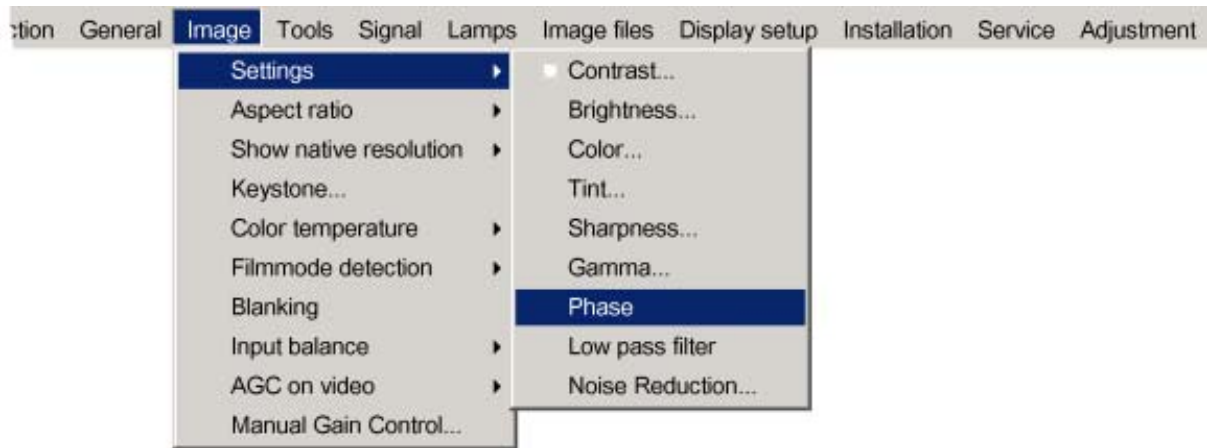 ction General Image Tools Signal Lamps Image files Display setup Installation Service Adjustment
Settings
Aspect ratio
Show native resolution
Keystone...
Color temperature
Filmmode detection
Blanking
Input balance
AGC on video
Manual Gain Control...
Contrast...
Brightness...
Color...
Tint...
Sharpness...
Gamma...
Phase
Low pass filter
Noise Reduction...